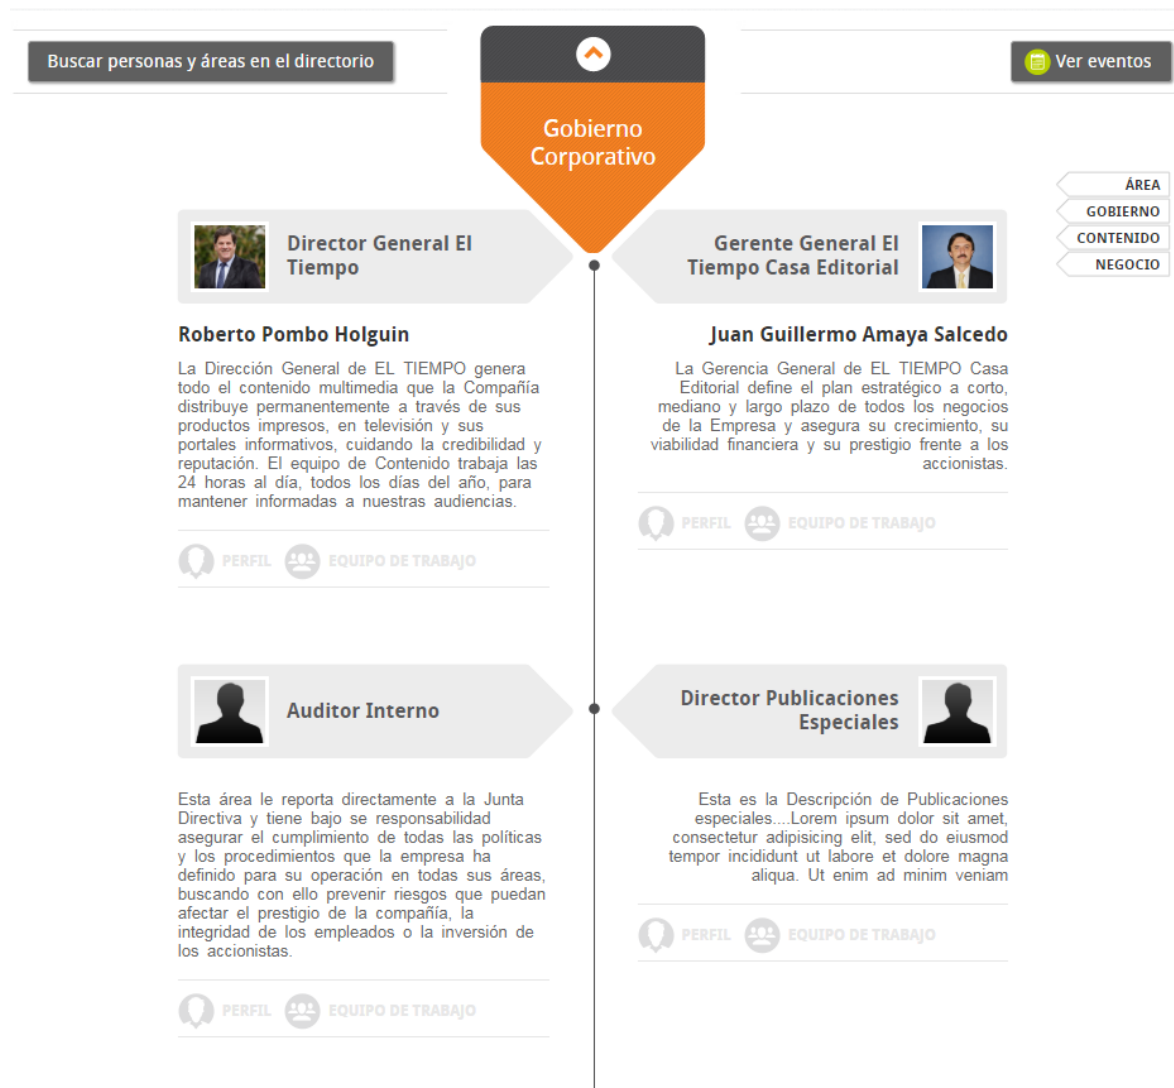 Buscar personas y áreas en el directorio
Ver eventos
Gobierno
Corporativo
ÁREA
GOBIERNO
CONTENIDO
NEGOCIO
Director General El
Tiempo
Roberto Pombo Holguin
La Dirección General de EL TIEMPO genera
todo el contenido multimedia que la Compañía
distribuye permanentemente a través de sus
productos impresos, en televisión y sus
portales informativos, cuidando la credibilidad y
reputación. El equipo de Contenido trabaja las
24 horas al día, todos los días del año, para
mantener informadas a nuestras audiencias.
PERFIL EQUIPO DE TRABAJO
Gerente General El
Tiempo Casa Editorial
Juan Guillermo Amaya Salcedo
La Gerencia General de EL TIEMPO Casa
Editorial define el plan estratégico a corto,
mediano y largo plazo de todos los negocios
de la Empresa y asegura su crecimiento, su
viabilidad financiera y su prestigio frente a los
accionistas.
PERFIL EQUIPO DE TRABAJO
Auditor Interno
Esta área le reporta directamente a la Junta
Directiva y tiene bajo se responsabilidad
asegurar el cumplimiento de todas las políticas
y los procedimientos que la empresa ha
definido para su operación en todas sus áreas,
buscando con ello prevenir riesgos que puedan
afectar el prestigio de la compañía, la
integridad de los empleados o la inversión de
los accionistas.
PERFIL EQUIPO DE TRABAJO
Director Publicaciones
Especiales
Esta es la Descripción de Publicaciones
especiales....Lorem ipsum dolor sit amet,
consectetur adipisicing elit, sed do eiusmod
tempor incididunt ut labore et dolore magna
aliqua. Ut enim ad minim veniam
PERFIL EQUIPO DE TRABAJO